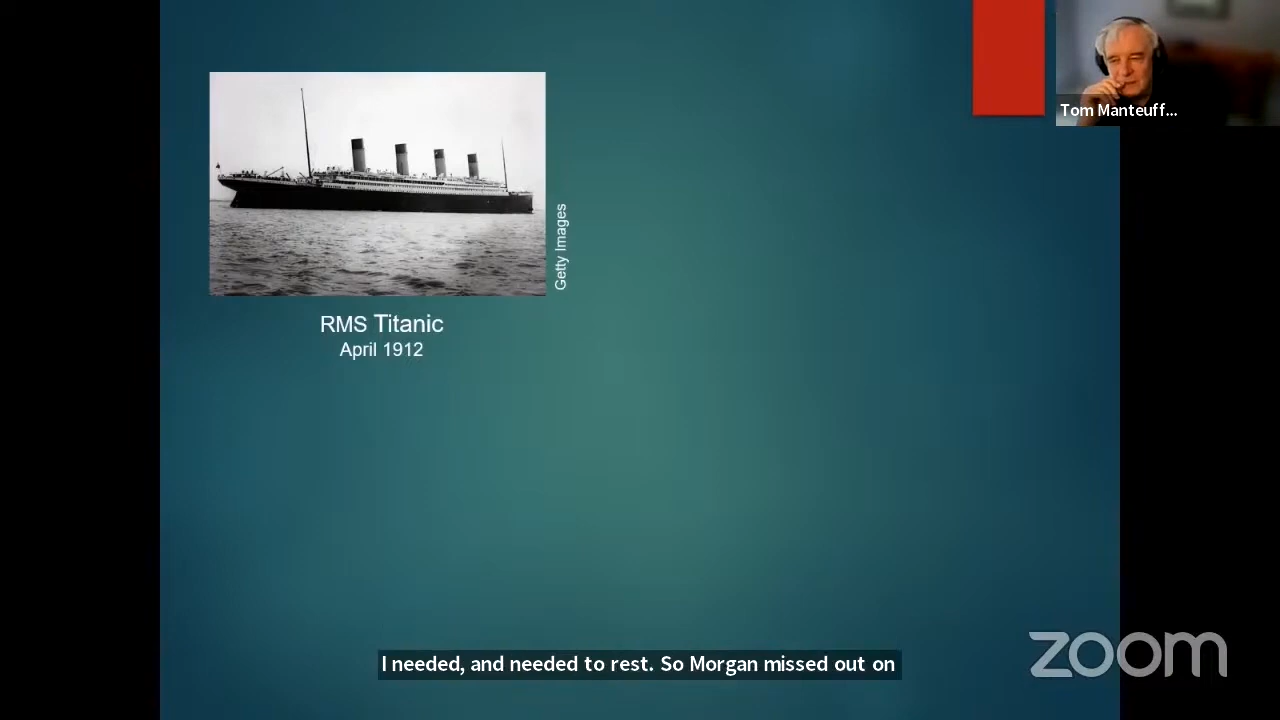 Tom Manteuff...
Getty Images
RMS Titanic
April 1912
I needed, and needed to rest. So Morgan missed out on
zoom